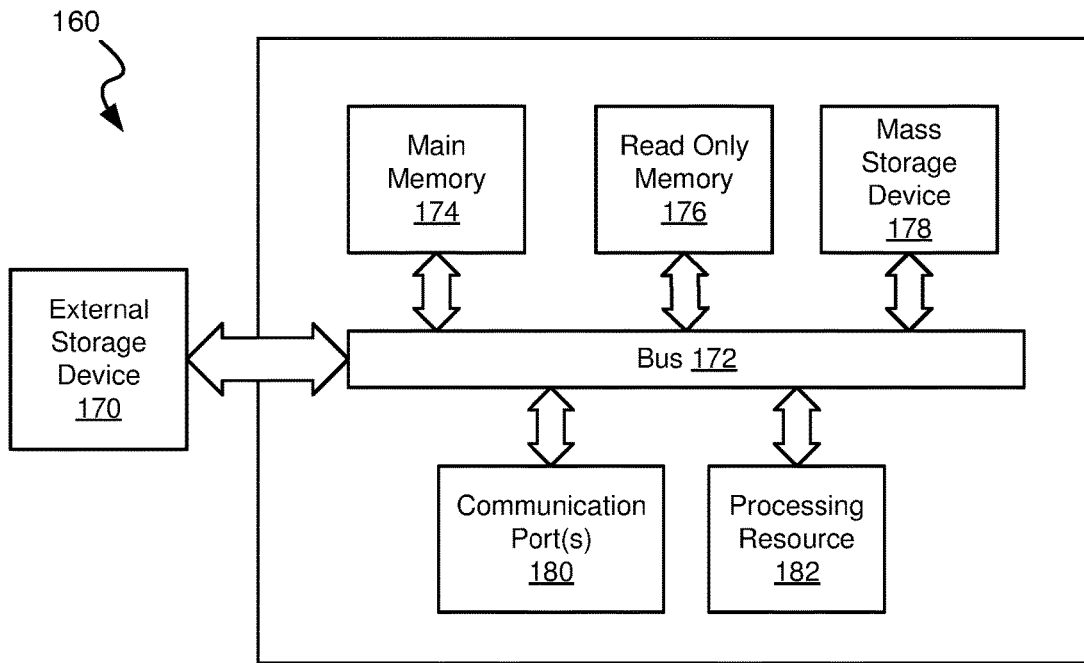 160
Main
Memory
174
Read Only
Memory
176
Mass
Storage
Device
178
External
Storage
Device
170
Bus 172
Communication
Port(s)
180
Processing
Resource
182